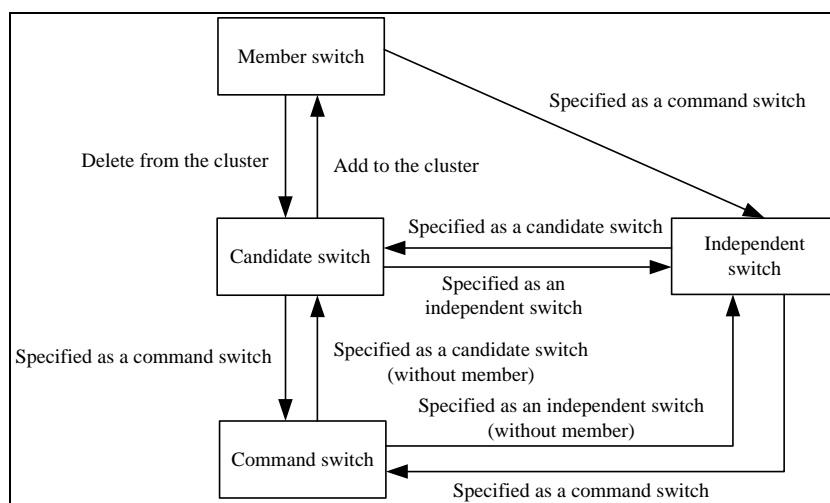 Member switch
Specified as a command switch
Delete from the cluster
Add to the cluster
Specified as a candidate switch
Candidate switch
Independent
switch
Specified as an
independent switch
Specified as a command switch
Specified as a candidate switch
(without member)
Specified as an independent switch
(without member)
Command switch
Specified as a command switch